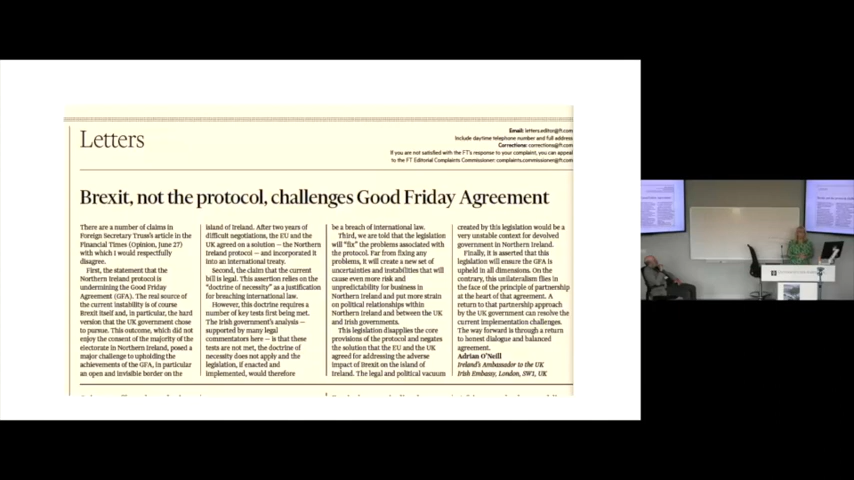 Letters
Email: letters.editor@ft.com
Include daytime telephone number and full address
Corrections: corrections@ft.com
If you are not satisfied with the FT's response to your complaint, you can appeal
to the FT Editorial Complaints Commissioner: complaints.commissioner@ft.com
Brexit, not the protocol, challenges Good Friday Agreement
There are a number of claims in
Foreign Secretary Truss's article in the
Financial Times (Opinion, June 27)
with which I would respectfully
disagree.
First, the statement that the
Northern Ireland protocol is
undermining the Good Friday
Agreement (GFA). The real source of
the current instability is of course
Brexit itself and, in particular, the hard
version that the UK government chose
to pursue. This outcome, which did not
enjoy the consent of the majority of the
electorate in Northern Ireland, posed a
major challenge to upholding the
achievements of the GFA, in particular
an open and invisible border on the
island of Ireland. After two years of
difficult negotiations, the EU and the
UK agreed on a solution — the Northern
Ireland protocol — and incorporated it
into an international treaty.
Second, the claim that the current
bill is legal. This assertion relies on the
"doctrine of necessity" as a justification
for breaching international law.
However, this doctrine requires a
number of key tests first being met.
The Irish government's analysis —
supported by many legal
commentators here — is that these
tests are not met, the doctrine of
necessity does not apply and the
legislation, if enacted and
implemented, would therefore
be a breach of international law.
Third, we are told that the legislation
will "fix" the problems associated with
the protocol. Far from fixing any
problems, it will create a new set of
uncertainties and instabilities that will
cause even more risk and
unpredictability for business in
Northern Ireland and put more strain
on political relationships within
Northern Ireland and between the UK
and Irish governments.
This legislation disapplies the core
provisions of the protocol and negates
the solution that the EU and the UK
agreed for addressing the adverse
impact of Brexit on the island of
Ireland. The legal and political vacuum
created by this legislation would be a
very unstable context for devolved
government in Northern Ireland.
Finally, it is asserted that this
legislation will ensure the GFA is
upheld in all dimensions. On the
contrary, this unilateralism flies in
the face of the principle of partnership
at the heart of that agreement. A
return to that partnership approach
by the UK government can resolve the
current implementation challenges.
The way forward is through a return
to honest dialogue and balanced
agreement.
Adrian O'Neill
Ireland's Ambassador to the UK
Irish Embassy, London, SW1, UK